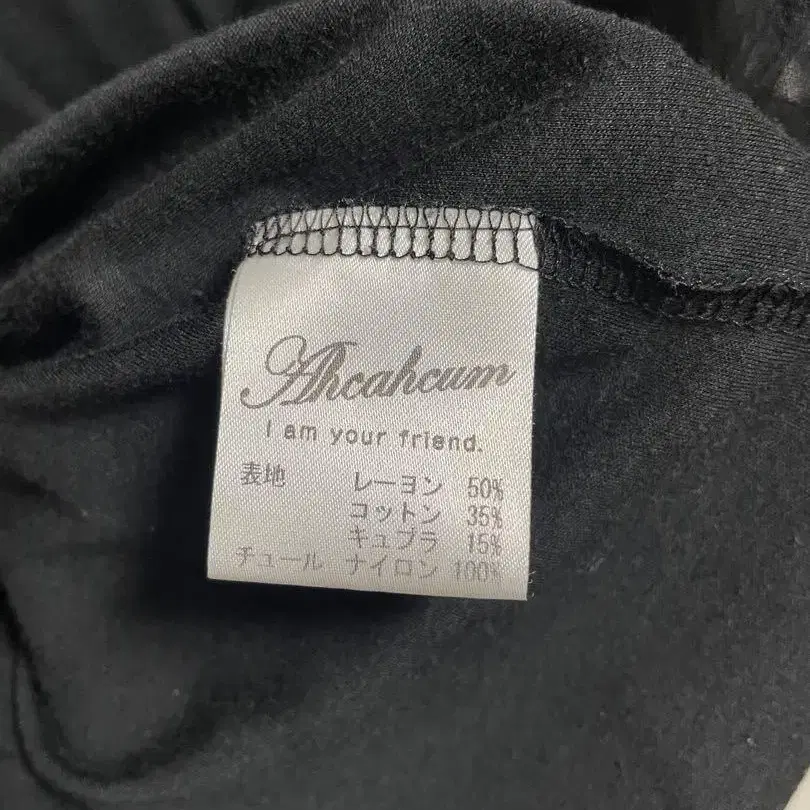 Ahcahcum
I am your friend.
表地 レーヨン 50%
コットン 35%
キュプラ 15%
チュール ナイロン 100%